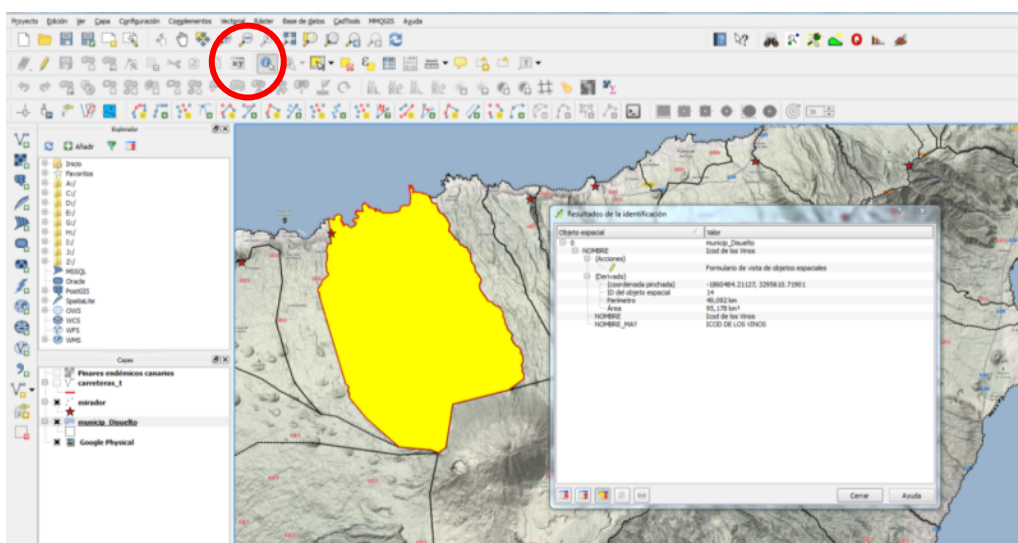 Proyecto Edición Ver Capa Configuración Complementos Vectorial Ráster Base de datos CadTools MMQGIS Ayuda
xy
Explorador
Añadir
Inicio
Favoritos
A:/
C:/
D:/
E:/
G:/
H:/
I:/
J:/
Z:/
MSSQL
Oracle
PostGIS
SpatiaLite
OWS
WCS
WFS
WMS
Capas
Pinares endémicos canarios
carreteras_t
mirador
municip_Disuelto
Google Physical
Resultados de la identificación
Objeto espacial Valor
0 municip_Disuelto
NOMBRE Icod de los Vinos
(Acciones)
Formulario de vista de objetos espaciales
(Derivado)
(coordenada pinchada) -1860484.21127, 3295610.71901
ID del objeto espacial 14
Perímetro 49,092 km
Área 95,178 km²
NOMBRE Icod de los Vinos
NOMBRE_MAY ICOD DE LOS VINOS
Cerrar Ayuda